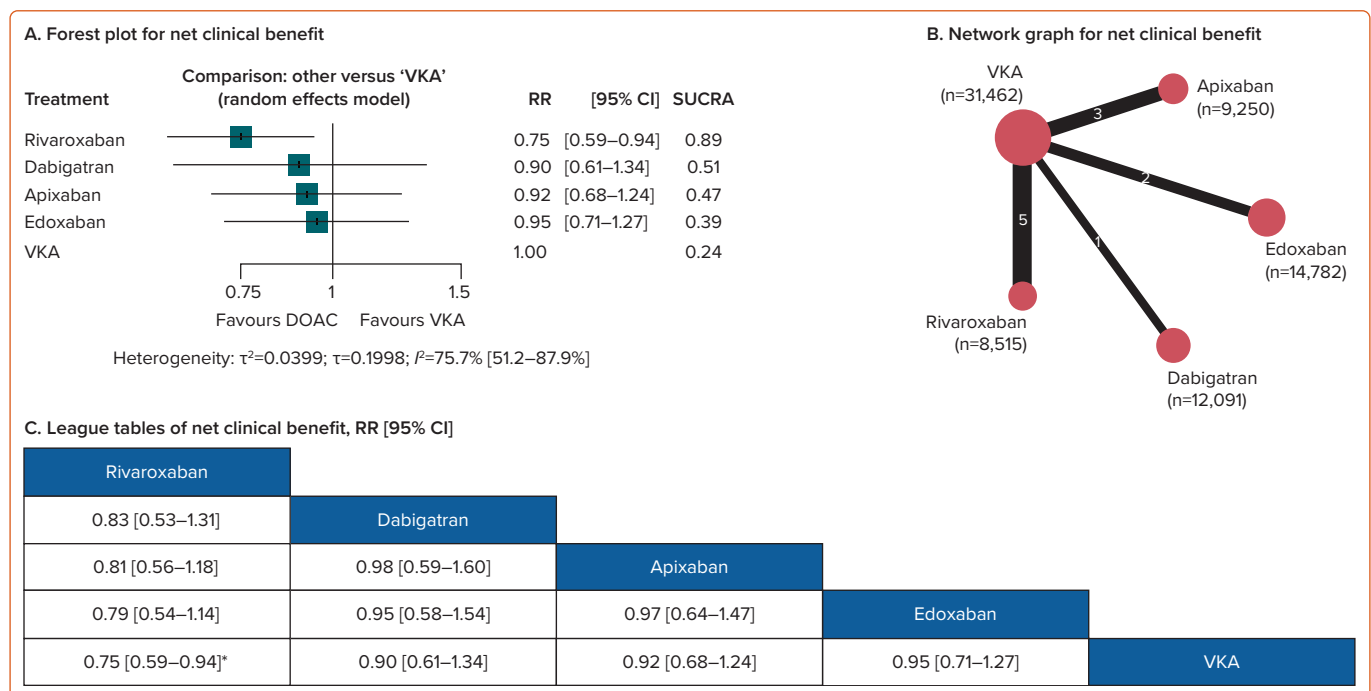 A. Forest plot for net clinical benefit
Comparison: other versus ‘VKA’
Treatment (random effects model) RR [95% CI] SUCRA
Rivaroxaban 0.75 [0.59–0.94] 0.89
Dabigatran 0.90 [0.61–1.34] 0.51
Apixaban 0.92 [0.68–1.24] 0.47
Edoxaban 0.95 [0.71–1.27] 0.39
VKA 1.00 0.24
0.75 1 1.5
Favours DOAC Favours VKA
Heterogeneity: τ²=0.0399; τ=0.1998; I²=75.7% [51.2–87.9%]
B. Network graph for net clinical benefit
VKA
(n=31,462)
Apixaban
(n=9,250)
3
2
5
1
Edoxaban
(n=14,782)
Rivaroxaban
(n=8,515)
Dabigatran
(n=12,091)
C. League tables of net clinical benefit, RR [95% CI]
Rivaroxaban
0.83 [0.53–1.31] Dabigatran
0.81 [0.56–1.18] 0.98 [0.59–1.60] Apixaban
0.79 [0.54–1.14] 0.95 [0.58–1.54] 0.97 [0.64–1.47] Edoxaban
0.75 [0.59–0.94]* 0.90 [0.61–1.34] 0.92 [0.68–1.24] 0.95 [0.71–1.27] VKA